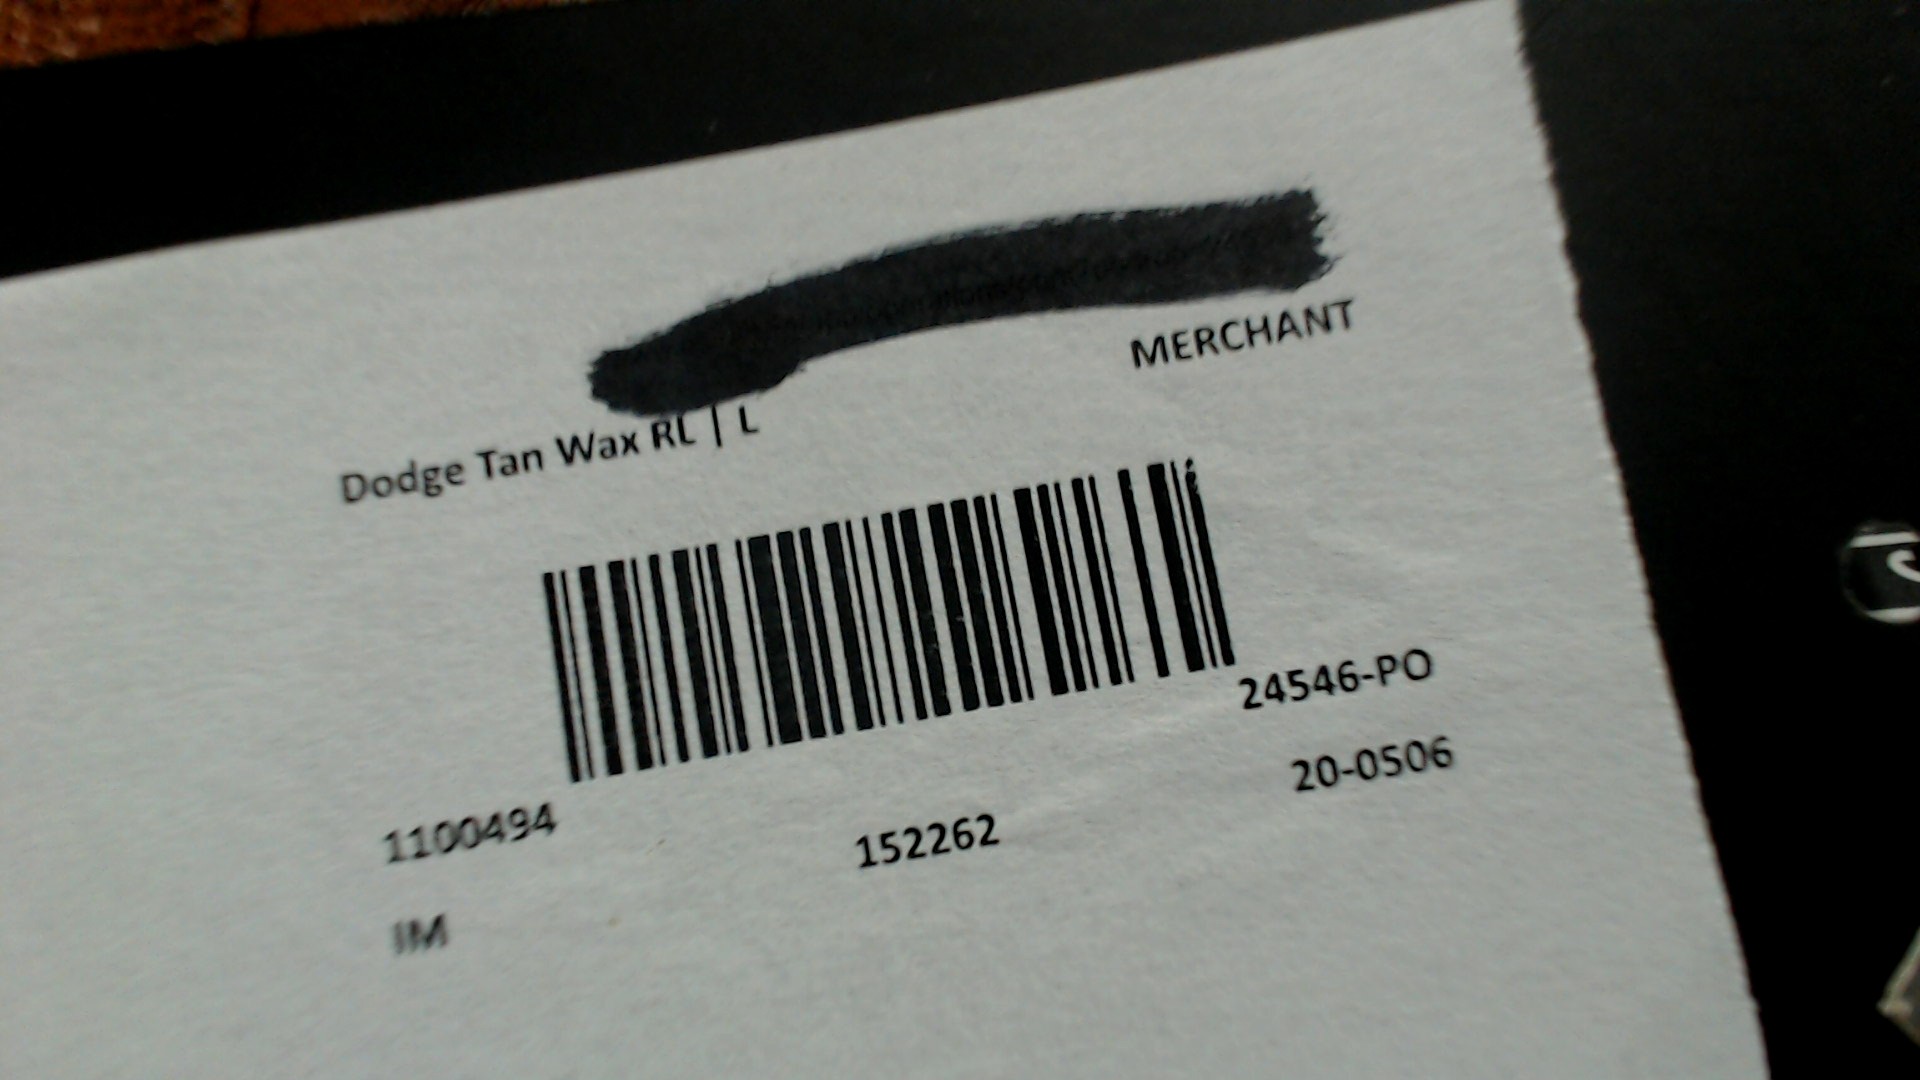 MERCHANT
Dodge Tan Wax RL | L
24546-PO
20-0506
1100494
152262
IM